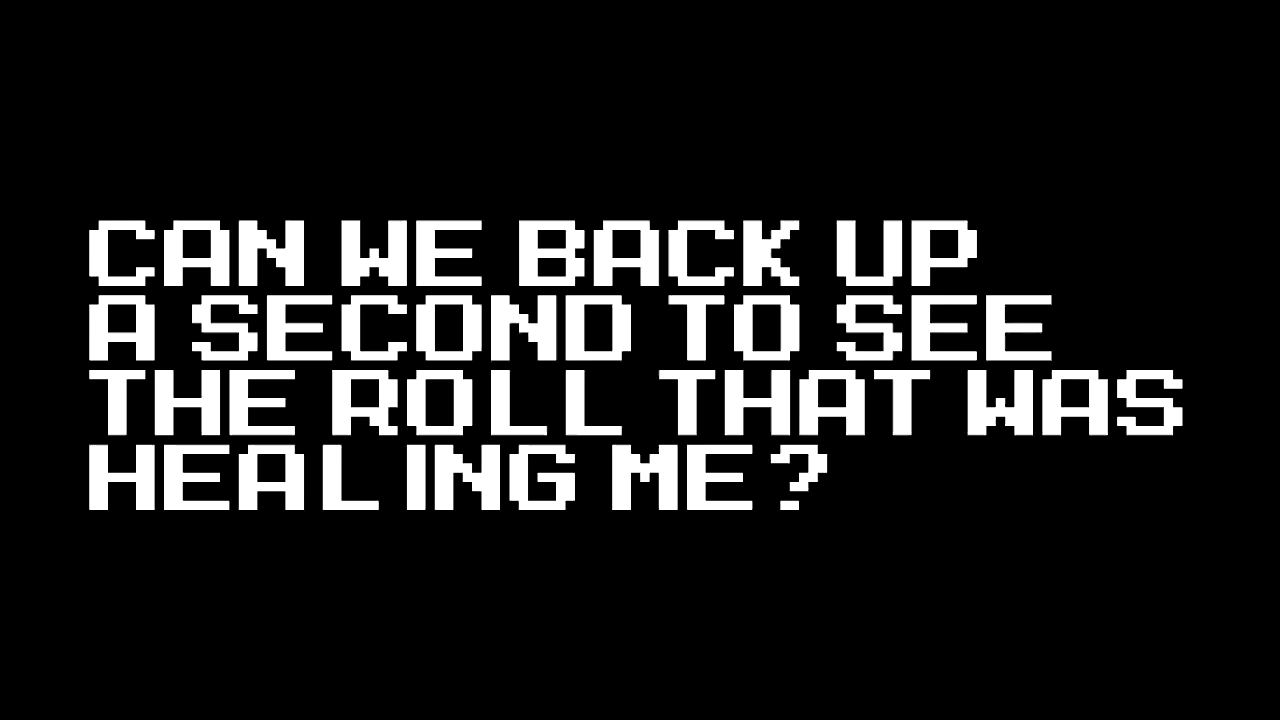 CAN WE BACK UP
A SECOND TO SEE
THE ROLL THAT WAS
HEALING ME?